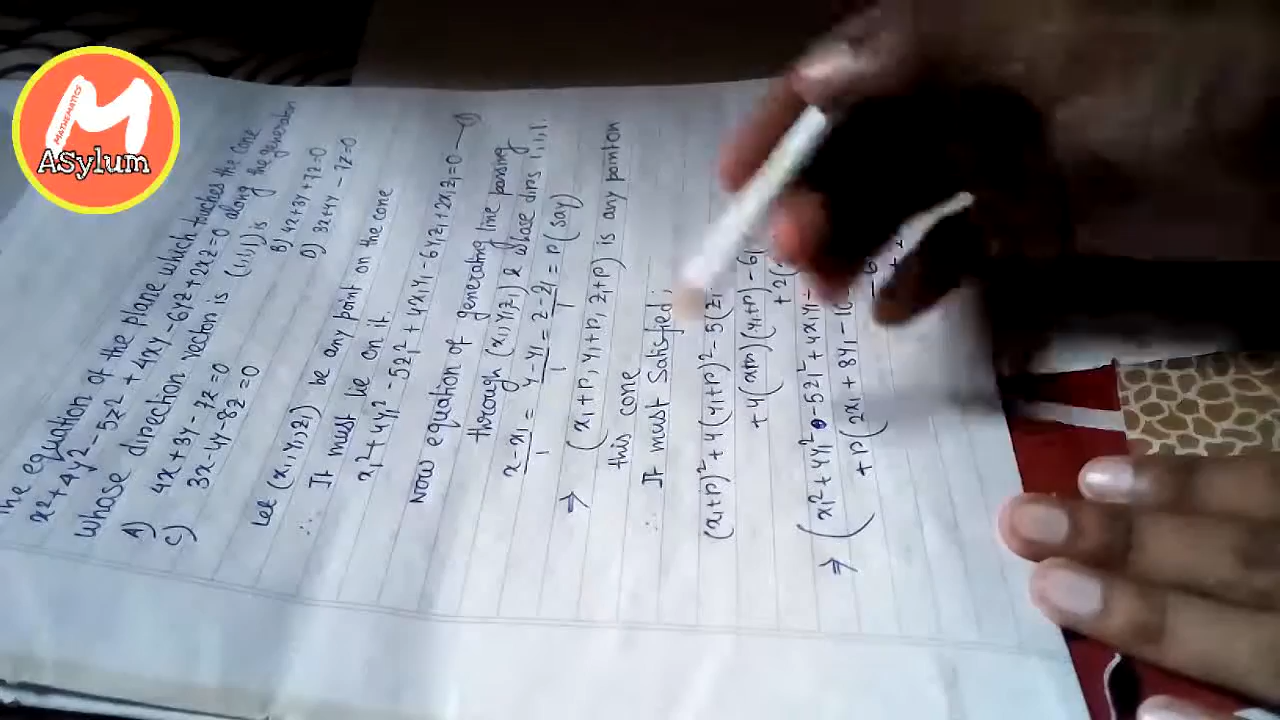 MATHEMATICS
M
Asylum
The equation of the plane which touches the cone
x² + 4y² - 5z² + 4xy - 6yz + 2xz = 0 along the generation
whose direction vector is (1,1,1) is
A) 4x + 3y - 7z = 0 B) 4x + 3y + 7z = 0
C) 3x - 4y - 8z = 0 D) 3x + 4y - 7z = 0
Let (x₁, y₁, z₁) be any point on the cone
∴ It must lie on it.
x₁² + 4y₁² - 5z₁² + 4x₁y₁ - 6y₁z₁ + 2x₁z₁ = 0 — ①
Now equation of generating line passing
through (x₁, y₁, z₁) & whose dirs 1, 1, 1.
(x - x₁)/1 = (y - y₁)/1 = (z - z₁)/1 = p (say)
⇒ (x₁+p, y₁+p, z₁+p) is any point on
this cone
∴ It must Satisfied;
(x₁+p)² + 4(y₁+p)² - 5(z₁
+ 4(x₁+p)(y₁+p) - 6(
+ 2(
⇒ (x₁² + 4y₁² - 5z₁² + 4x₁y₁ -
+ p(2x₁ + 8y₁ - 10